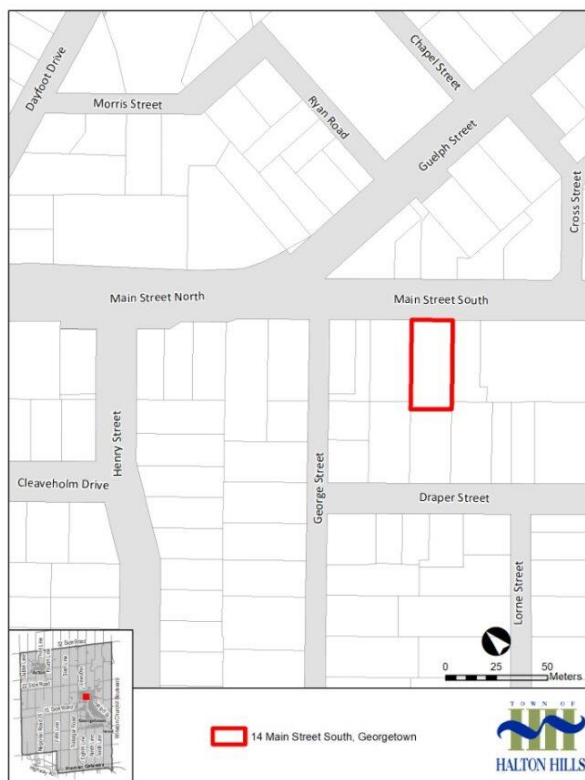 Dayfoot Drive
Morris Street
Chapel Street
Ryan Road
Guelph Street
Cross Street
Main Street North
Main Street South
Henry Street
George Street
Cleaveholm Drive
Draper Street
Lorne Street
0 25 50
Meters
14 Main Street South, Georgetown
TOWN OF
HALTON HILLS